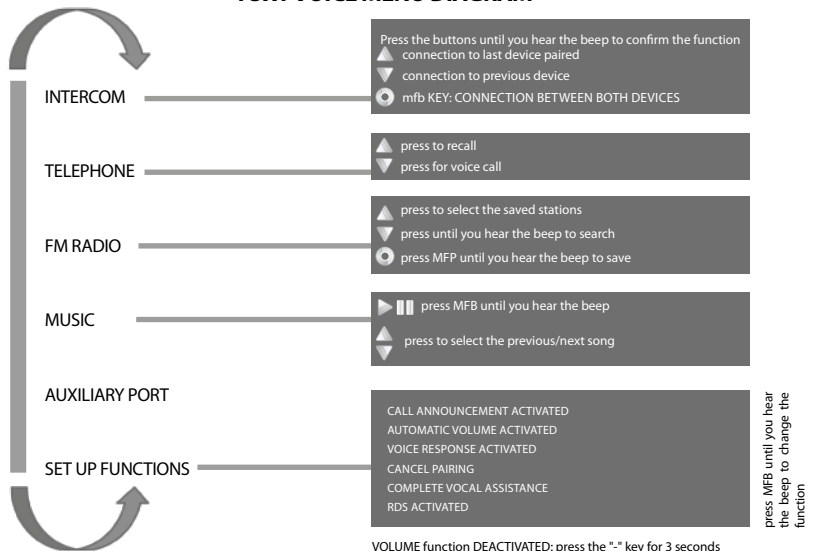 INTERCOM
Press the buttons until you hear the beep to confirm the function
connection to last device paired
connection to previous device
mfb KEY: CONNECTION BETWEEN BOTH DEVICES
TELEPHONE
press to recall
press for voice call
FM RADIO
press to select the saved stations
press until you hear the beep to search
press MFP until you hear the beep to save
MUSIC
press MFB until you hear the beep
press to select the previous/next song
AUXILIARY PORT
SET UP FUNCTIONS
CALL ANNOUNCEMENT ACTIVATED
AUTOMATIC VOLUME ACTIVATED
VOICE RESPONSE ACTIVATED
CANCEL PAIRING
COMPLETE VOCAL ASSISTANCE
RDS ACTIVATED
press MFB until you hear
the beep to change the
function
VOLUME function DEACTIVATED: press the "-" key for 3 seconds